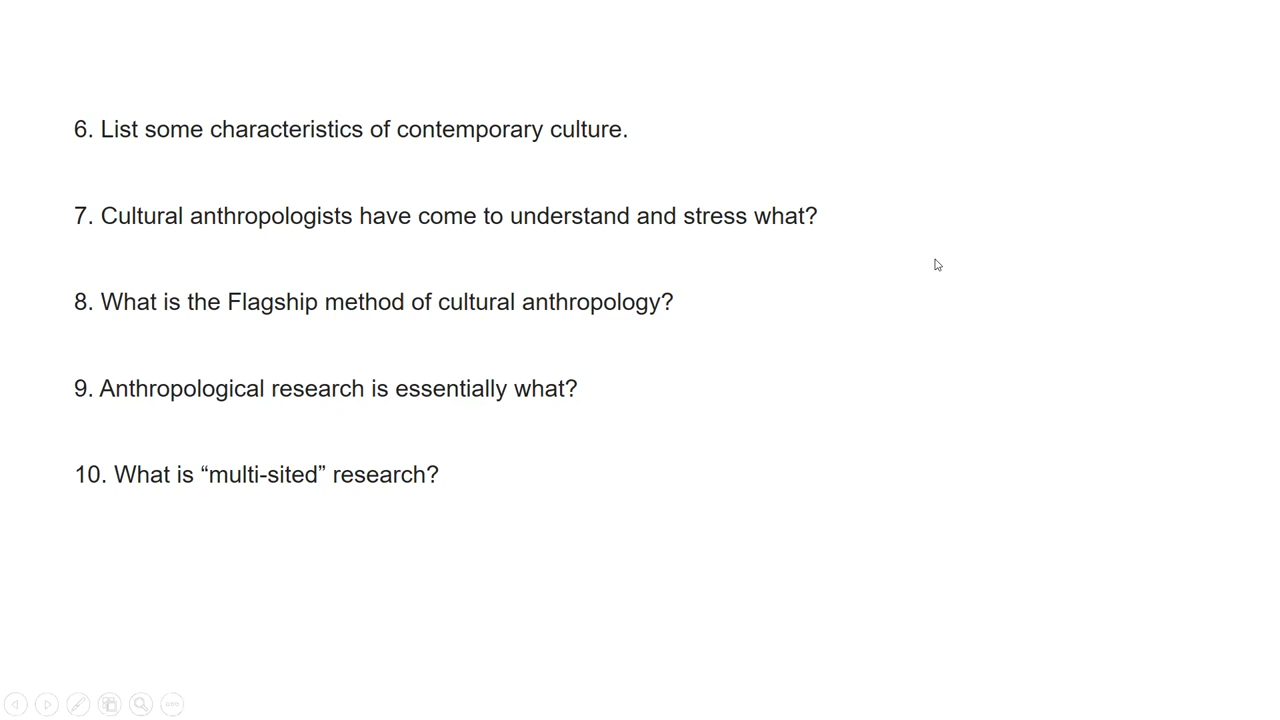 6. List some characteristics of contemporary culture.
7. Cultural anthropologists have come to understand and stress what?
8. What is the Flagship method of cultural anthropology?
9. Anthropological research is essentially what?
10. What is “multi-sited” research?